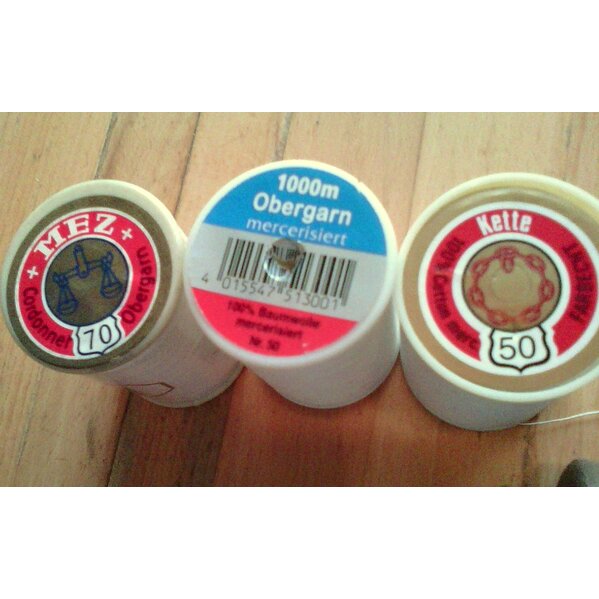 + MEZ +
Cordonnet
70
Obergarn
1000m
Obergarn
mercerisiert
4 015547 513001
100% Baumwolle
mercerisiert
Nr. 50
Kette
100% Cotton merc.
50
FARBECHT